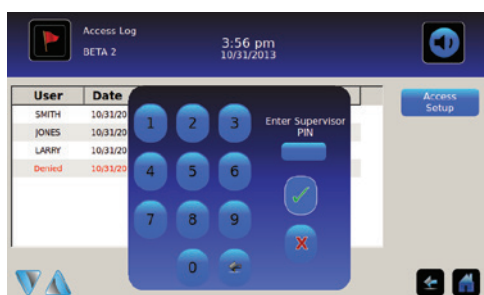 Access Log
BETA 2
3:56 pm
10/31/2013
User Date
SMITH 10/31/20
JONES 10/31/20
LARRY 10/31/20
Denied 10/31/20
1 2 3
4 5 6
7 8 9
0
Enter Supervisor
PIN
Access
Setup